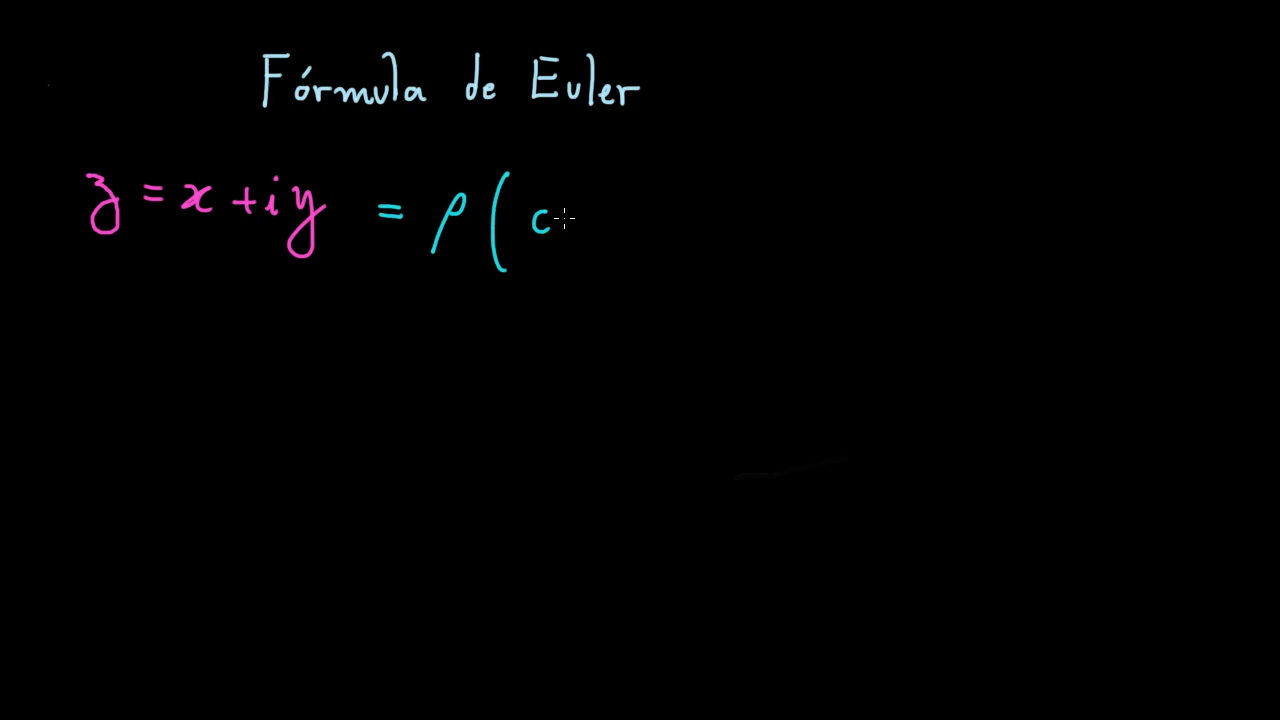 Fórmula de Euler
z = x + iy = ρ ( c